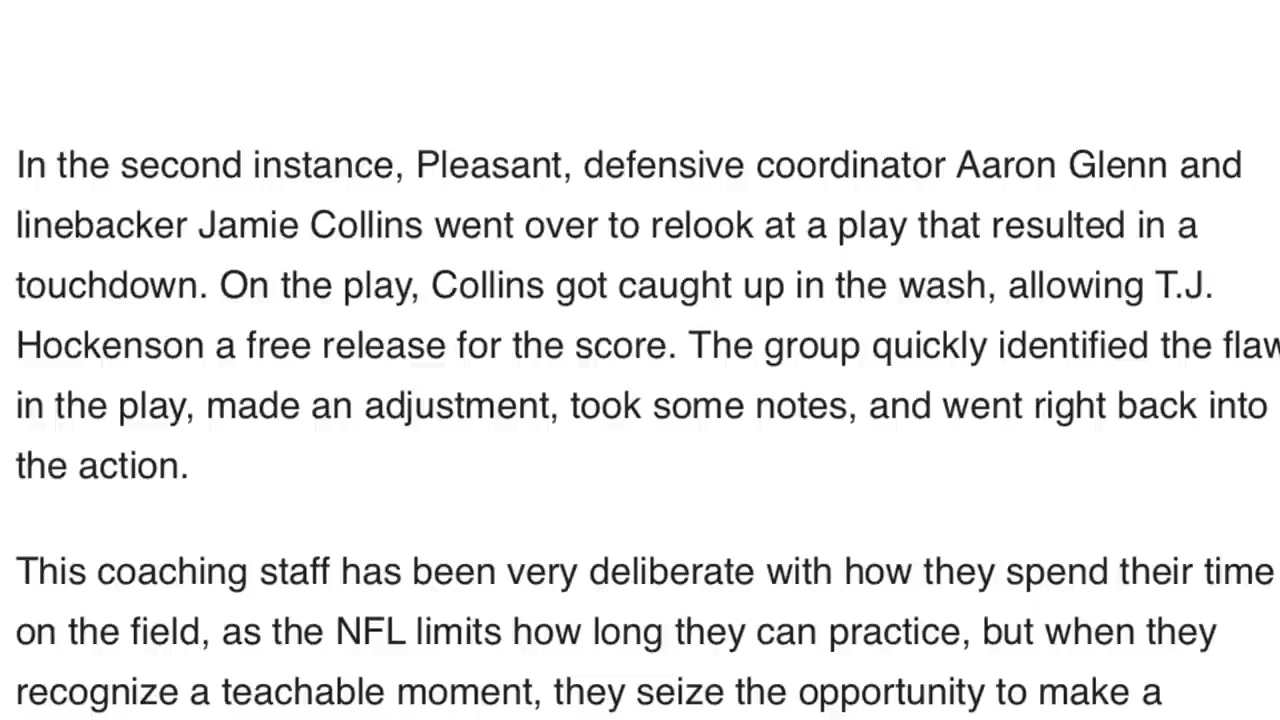 In the second instance, Pleasant, defensive coordinator Aaron Glenn and
linebacker Jamie Collins went over to relook at a play that resulted in a
touchdown. On the play, Collins got caught up in the wash, allowing T.J.
Hockenson a free release for the score. The group quickly identified the flaw
in the play, made an adjustment, took some notes, and went right back into
the action.
This coaching staff has been very deliberate with how they spend their time
on the field, as the NFL limits how long they can practice, but when they
recognize a teachable moment, they seize the opportunity to make a